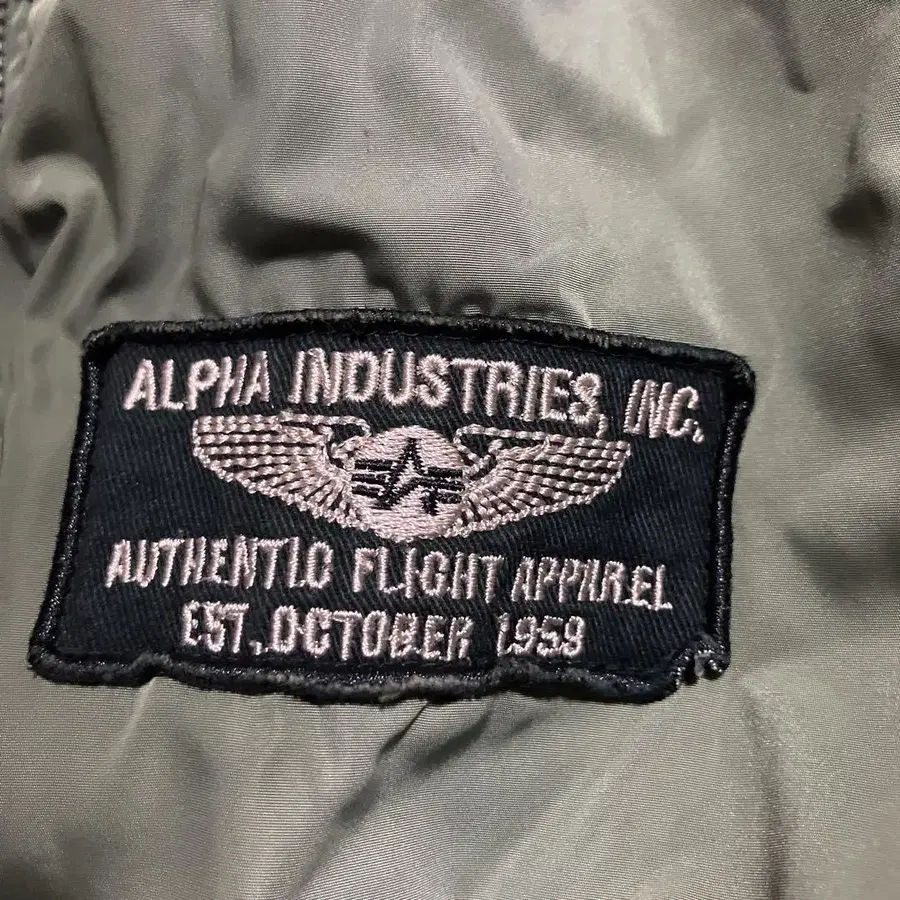 ALPHA INDUSTRIES, INC.
AUTHENTIC FLIGHT APPAREL
EST. OCTOBER 1959